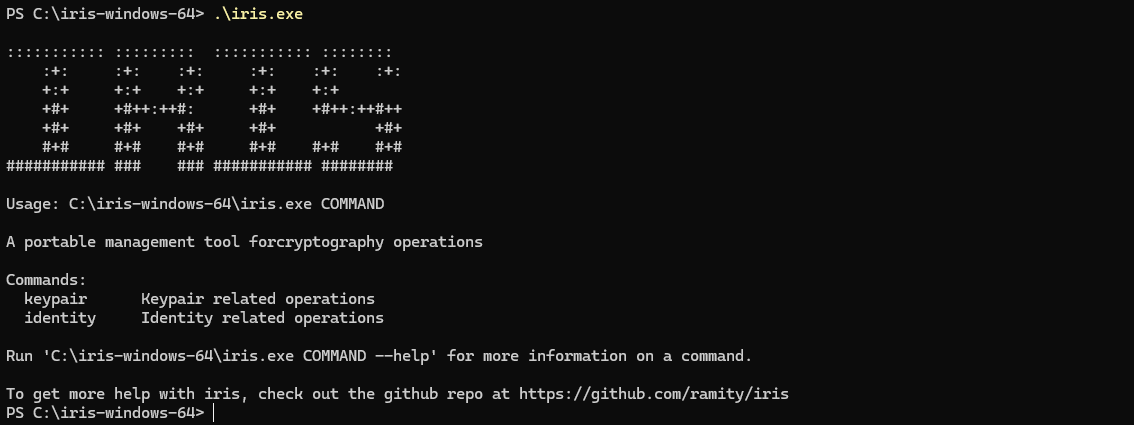 PS C:\iris-windows-64> .\iris.exe
::::::::::: :::::::::  ::::::::::: ::::::::
    :+:     :+:    :+:     :+:    :+:    :+:
    +:+     +:+    +:+     +:+    +:+
    +#+     +#++:++#:      +#+    +#++:++#++
    +#+     +#+    +#+     +#+           +#+
    #+#     #+#    #+#     #+#    #+#    #+#
########### ###    ### ########### ########
Usage: C:\iris-windows-64\iris.exe COMMAND
A portable management tool forcryptography operations
Commands:
  keypair      Keypair related operations
  identity     Identity related operations
Run 'C:\iris-windows-64\iris.exe COMMAND --help' for more information on a command.
To get more help with iris, check out the github repo at https://github.com/ramity/iris
PS C:\iris-windows-64>